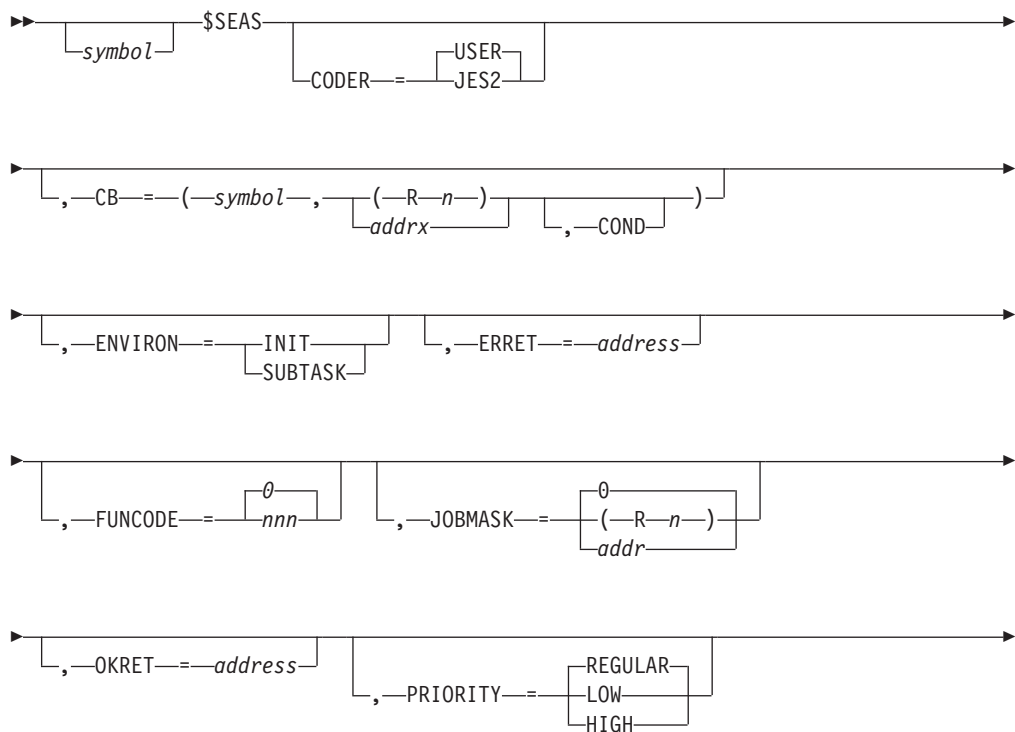 $SEAS
symbol
USER
CODER = JES2
, CB = ( symbol , ( R n ) )
addrx , COND
, ENVIRON = INIT , ERRET = address
SUBTASK
0 0
, FUNCODE = nnn , JOBMASK = ( R n )
addr
, OKRET = address REGULAR
, PRIORITY = LOW
HIGH